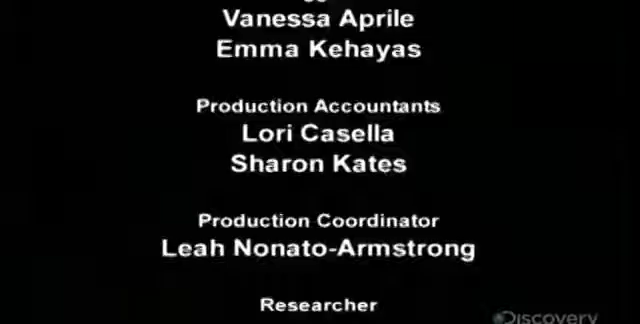 Vanessa Aprile
Emma Kehayas
Production Accountants
Lori Casella
Sharon Kates
Production Coordinator
Leah Nonato-Armstrong
Researcher
Discovery